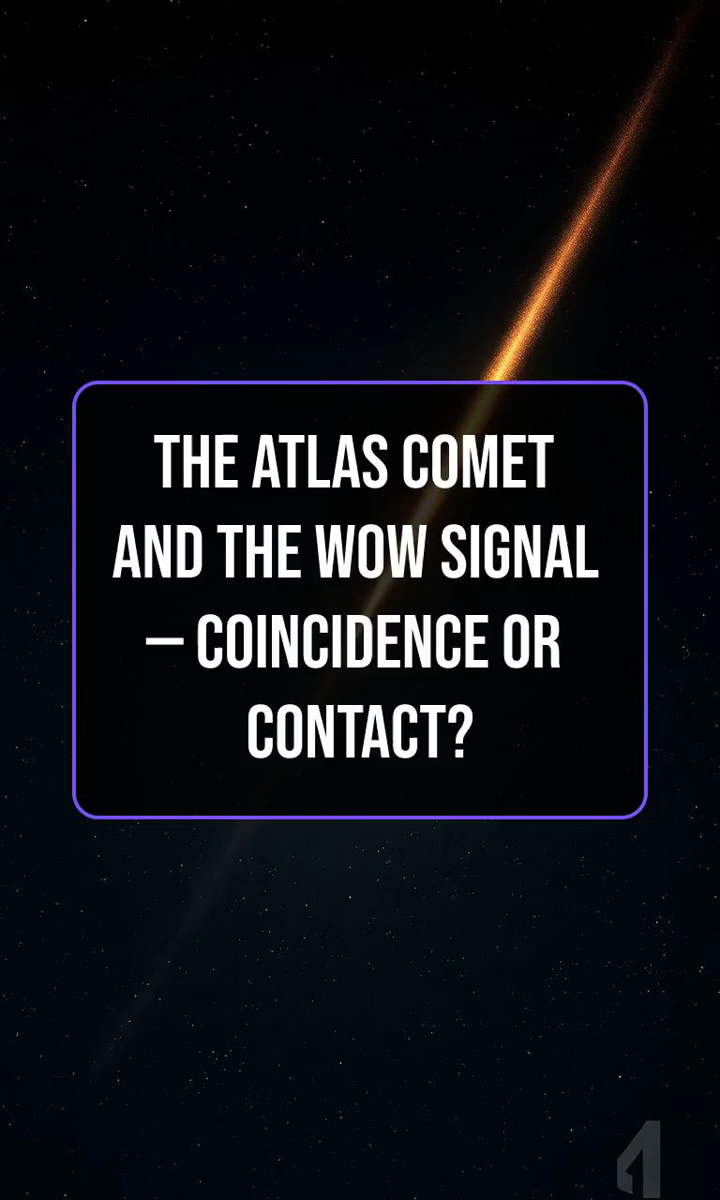 THE ATLAS COMET
AND THE WOW SIGNAL
– COINCIDENCE OR
CONTACT?